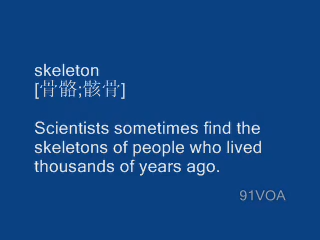 skeleton
[骨骼;骸骨]
Scientists sometimes find the
skeletons of people who lived
thousands of years ago.
91VOA